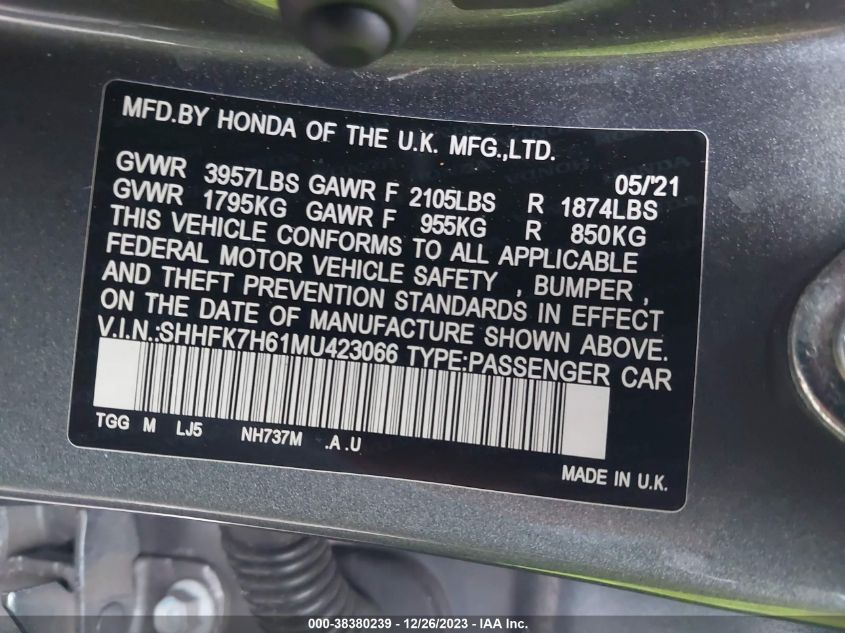 MFD.BY HONDA OF THE U.K. MFG.,LTD.
05/'21
GVWR 3957LBS GAWR F 2105LBS R 1874LBS
GVWR 1795KG GAWR F 955KG R 850KG
THIS VEHICLE CONFORMS TO ALL APPLICABLE
FEDERAL MOTOR VEHICLE SAFETY , BUMPER ,
AND THEFT PREVENTION STANDARDS IN EFFECT
ON THE DATE OF MANUFACTURE SHOWN ABOVE.
V.I.N.:SHHFK7H61MU423066 TYPE:PASSENGER CAR
TGG M LJ5 NH737M .A .U
MADE IN U.K.
000-38380239 - 12/26/2023 - IAA Inc.